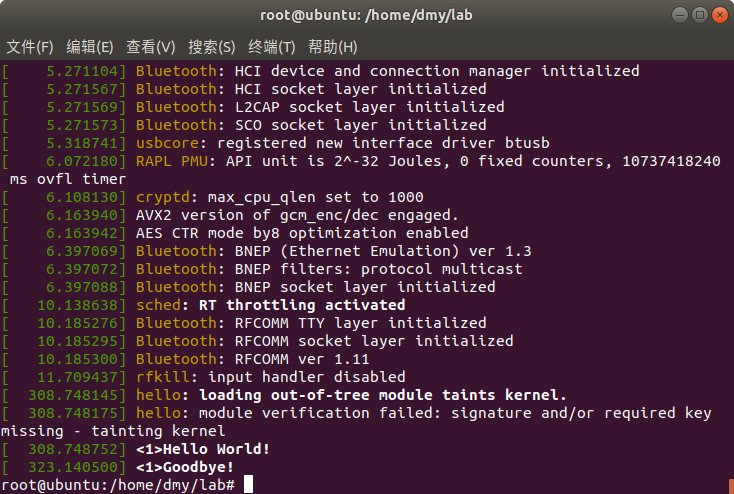 root@ubuntu: /home/dmy/lab
文件(F) 编辑(E) 查看(V) 搜索(S) 终端(T) 帮助(H)
[    5.271104] Bluetooth: HCI device and connection manager initialized
[    5.271567] Bluetooth: HCI socket layer initialized
[    5.271569] Bluetooth: L2CAP socket layer initialized
[    5.271573] Bluetooth: SCO socket layer initialized
[    5.318741] usbcore: registered new interface driver btusb
[    6.072180] RAPL PMU: API unit is 2^-32 Joules, 0 fixed counters, 10737418240
 ms ovfl timer
[    6.108130] cryptd: max_cpu_qlen set to 1000
[    6.163940] AVX2 version of gcm_enc/dec engaged.
[    6.163942] AES CTR mode by8 optimization enabled
[    6.397069] Bluetooth: BNEP (Ethernet Emulation) ver 1.3
[    6.397072] Bluetooth: BNEP filters: protocol multicast
[    6.397088] Bluetooth: BNEP socket layer initialized
[   10.138638] sched: RT throttling activated
[   10.185276] Bluetooth: RFCOMM TTY layer initialized
[   10.185295] Bluetooth: RFCOMM socket layer initialized
[   10.185300] Bluetooth: RFCOMM ver 1.11
[   11.709437] rfkill: input handler disabled
[  308.748145] hello: loading out-of-tree module taints kernel.
[  308.748175] hello: module verification failed: signature and/or required key
missing - tainting kernel
[  308.748752] <1>Hello World!
[  323.140500] <1>Goodbye!
root@ubuntu:/home/dmy/lab#